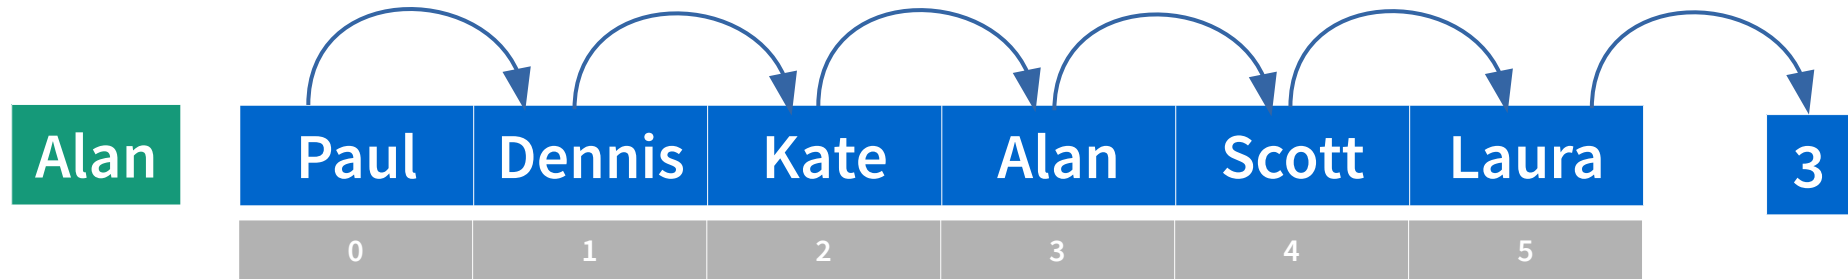 Alan Paul Dennis Kate Alan Scott Laura 3
0 1 2 3 4 5